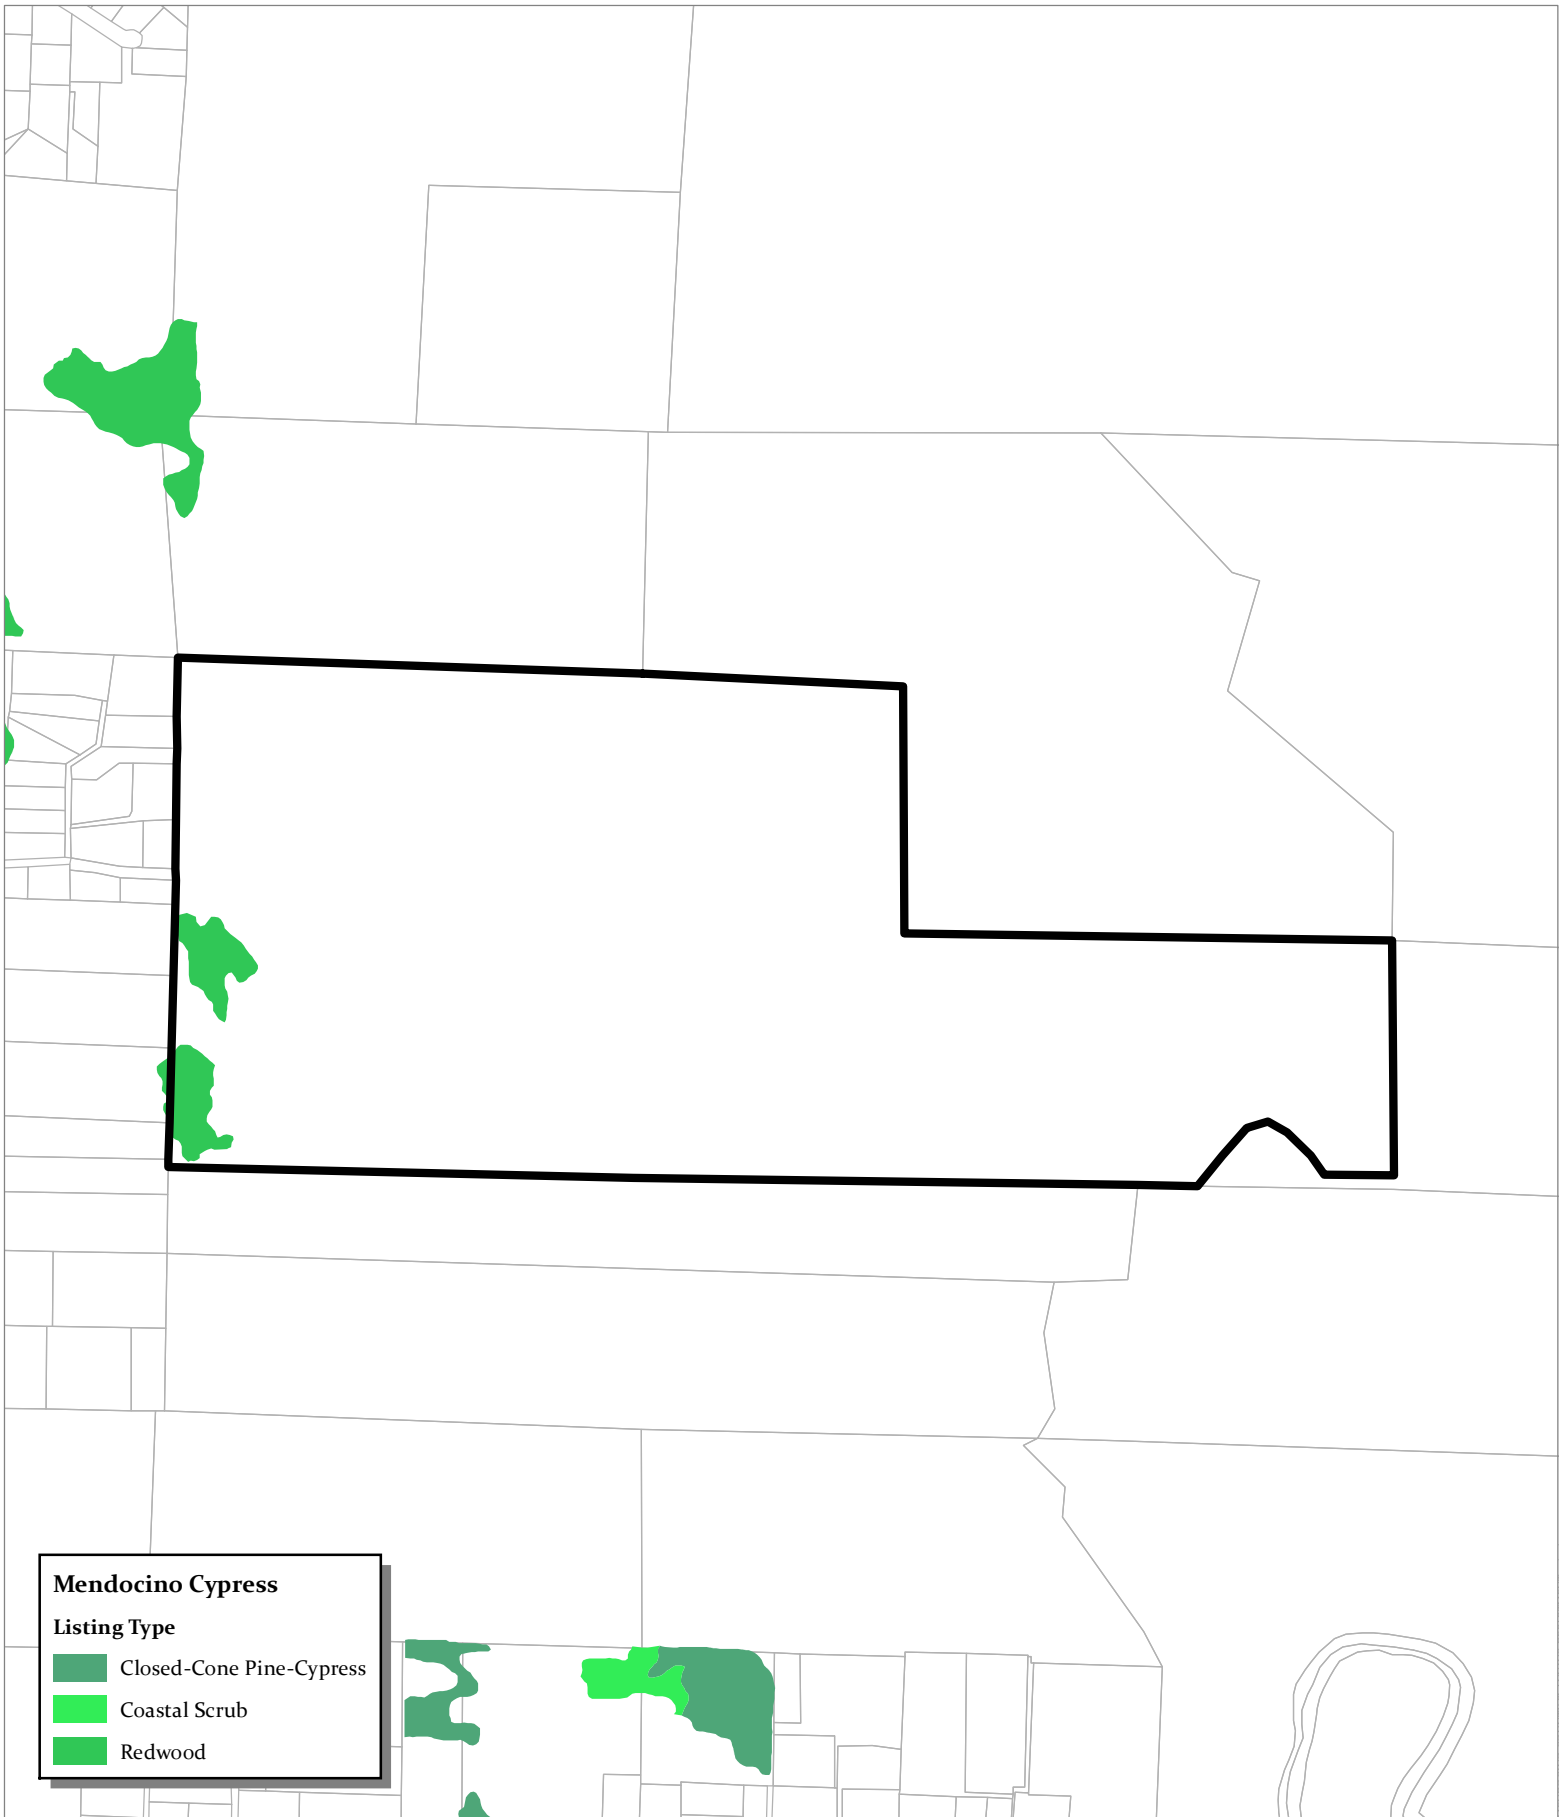 Mendocino Cypress
Listing Type
Closed-Cone Pine-Cypress
Coastal Scrub
Redwood